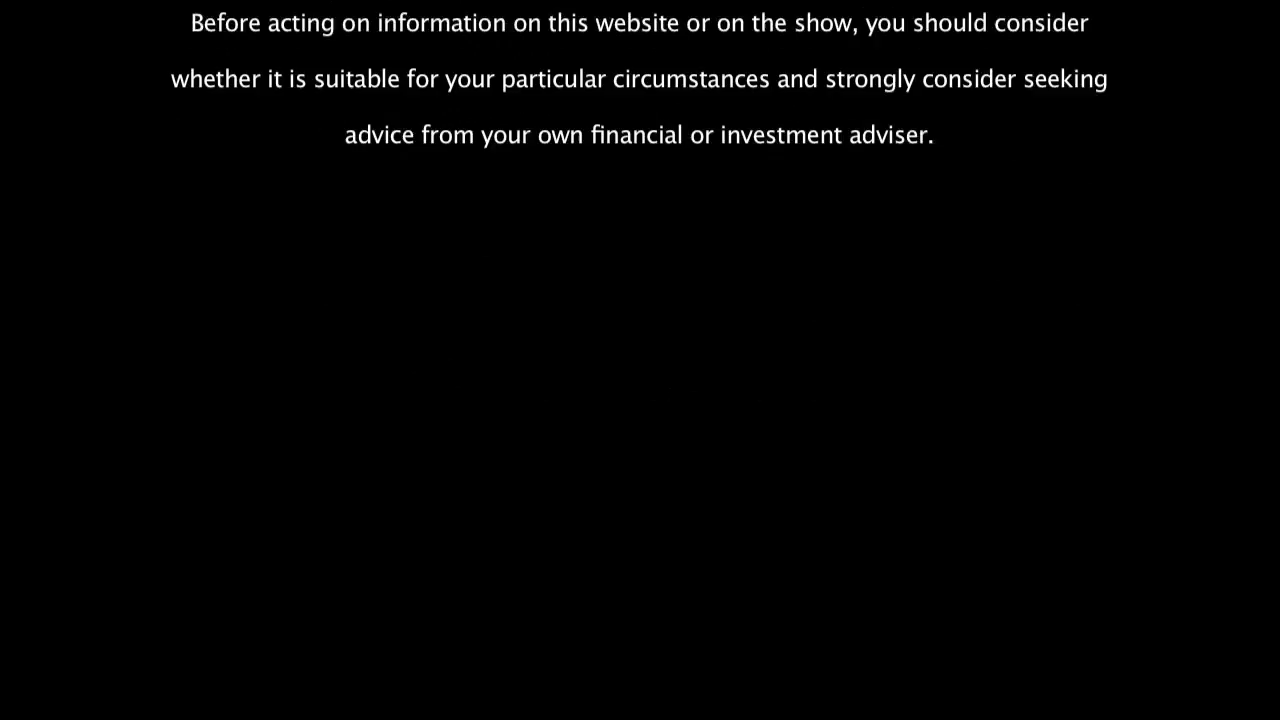 Before acting on information on this website or on the show, you should consider
whether it is suitable for your particular circumstances and strongly consider seeking
advice from your own financial or investment adviser.